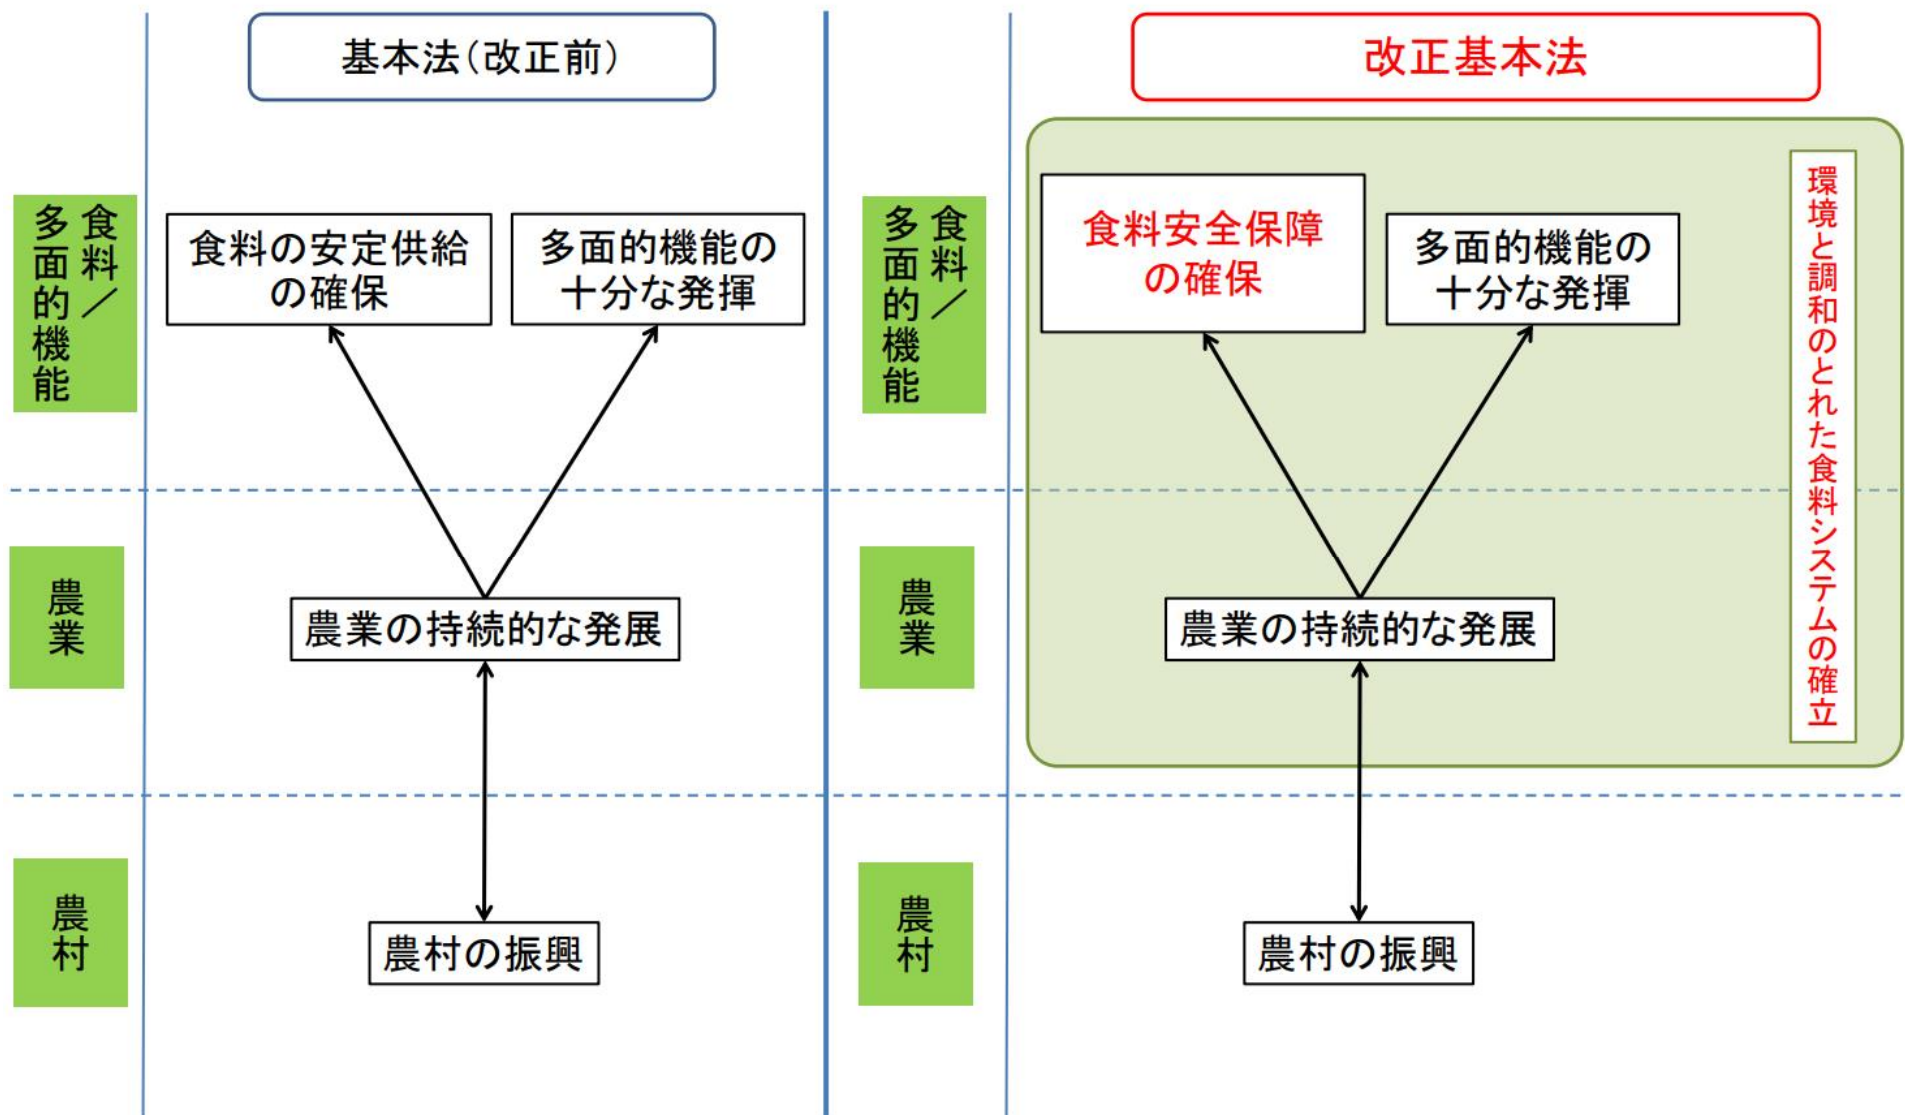 基本法（改正前）
食料／
多面的機能
食料の安定供給
の確保
多面的機能の
十分な発揮
農業
農業の持続的な発展
農村
農村の振興
改正基本法
食料／
多面的機能
食料安全保障
の確保
多面的機能の
十分な発揮
環境と調和のとれた食料システムの確立
農業
農業の持続的な発展
農村
農村の振興